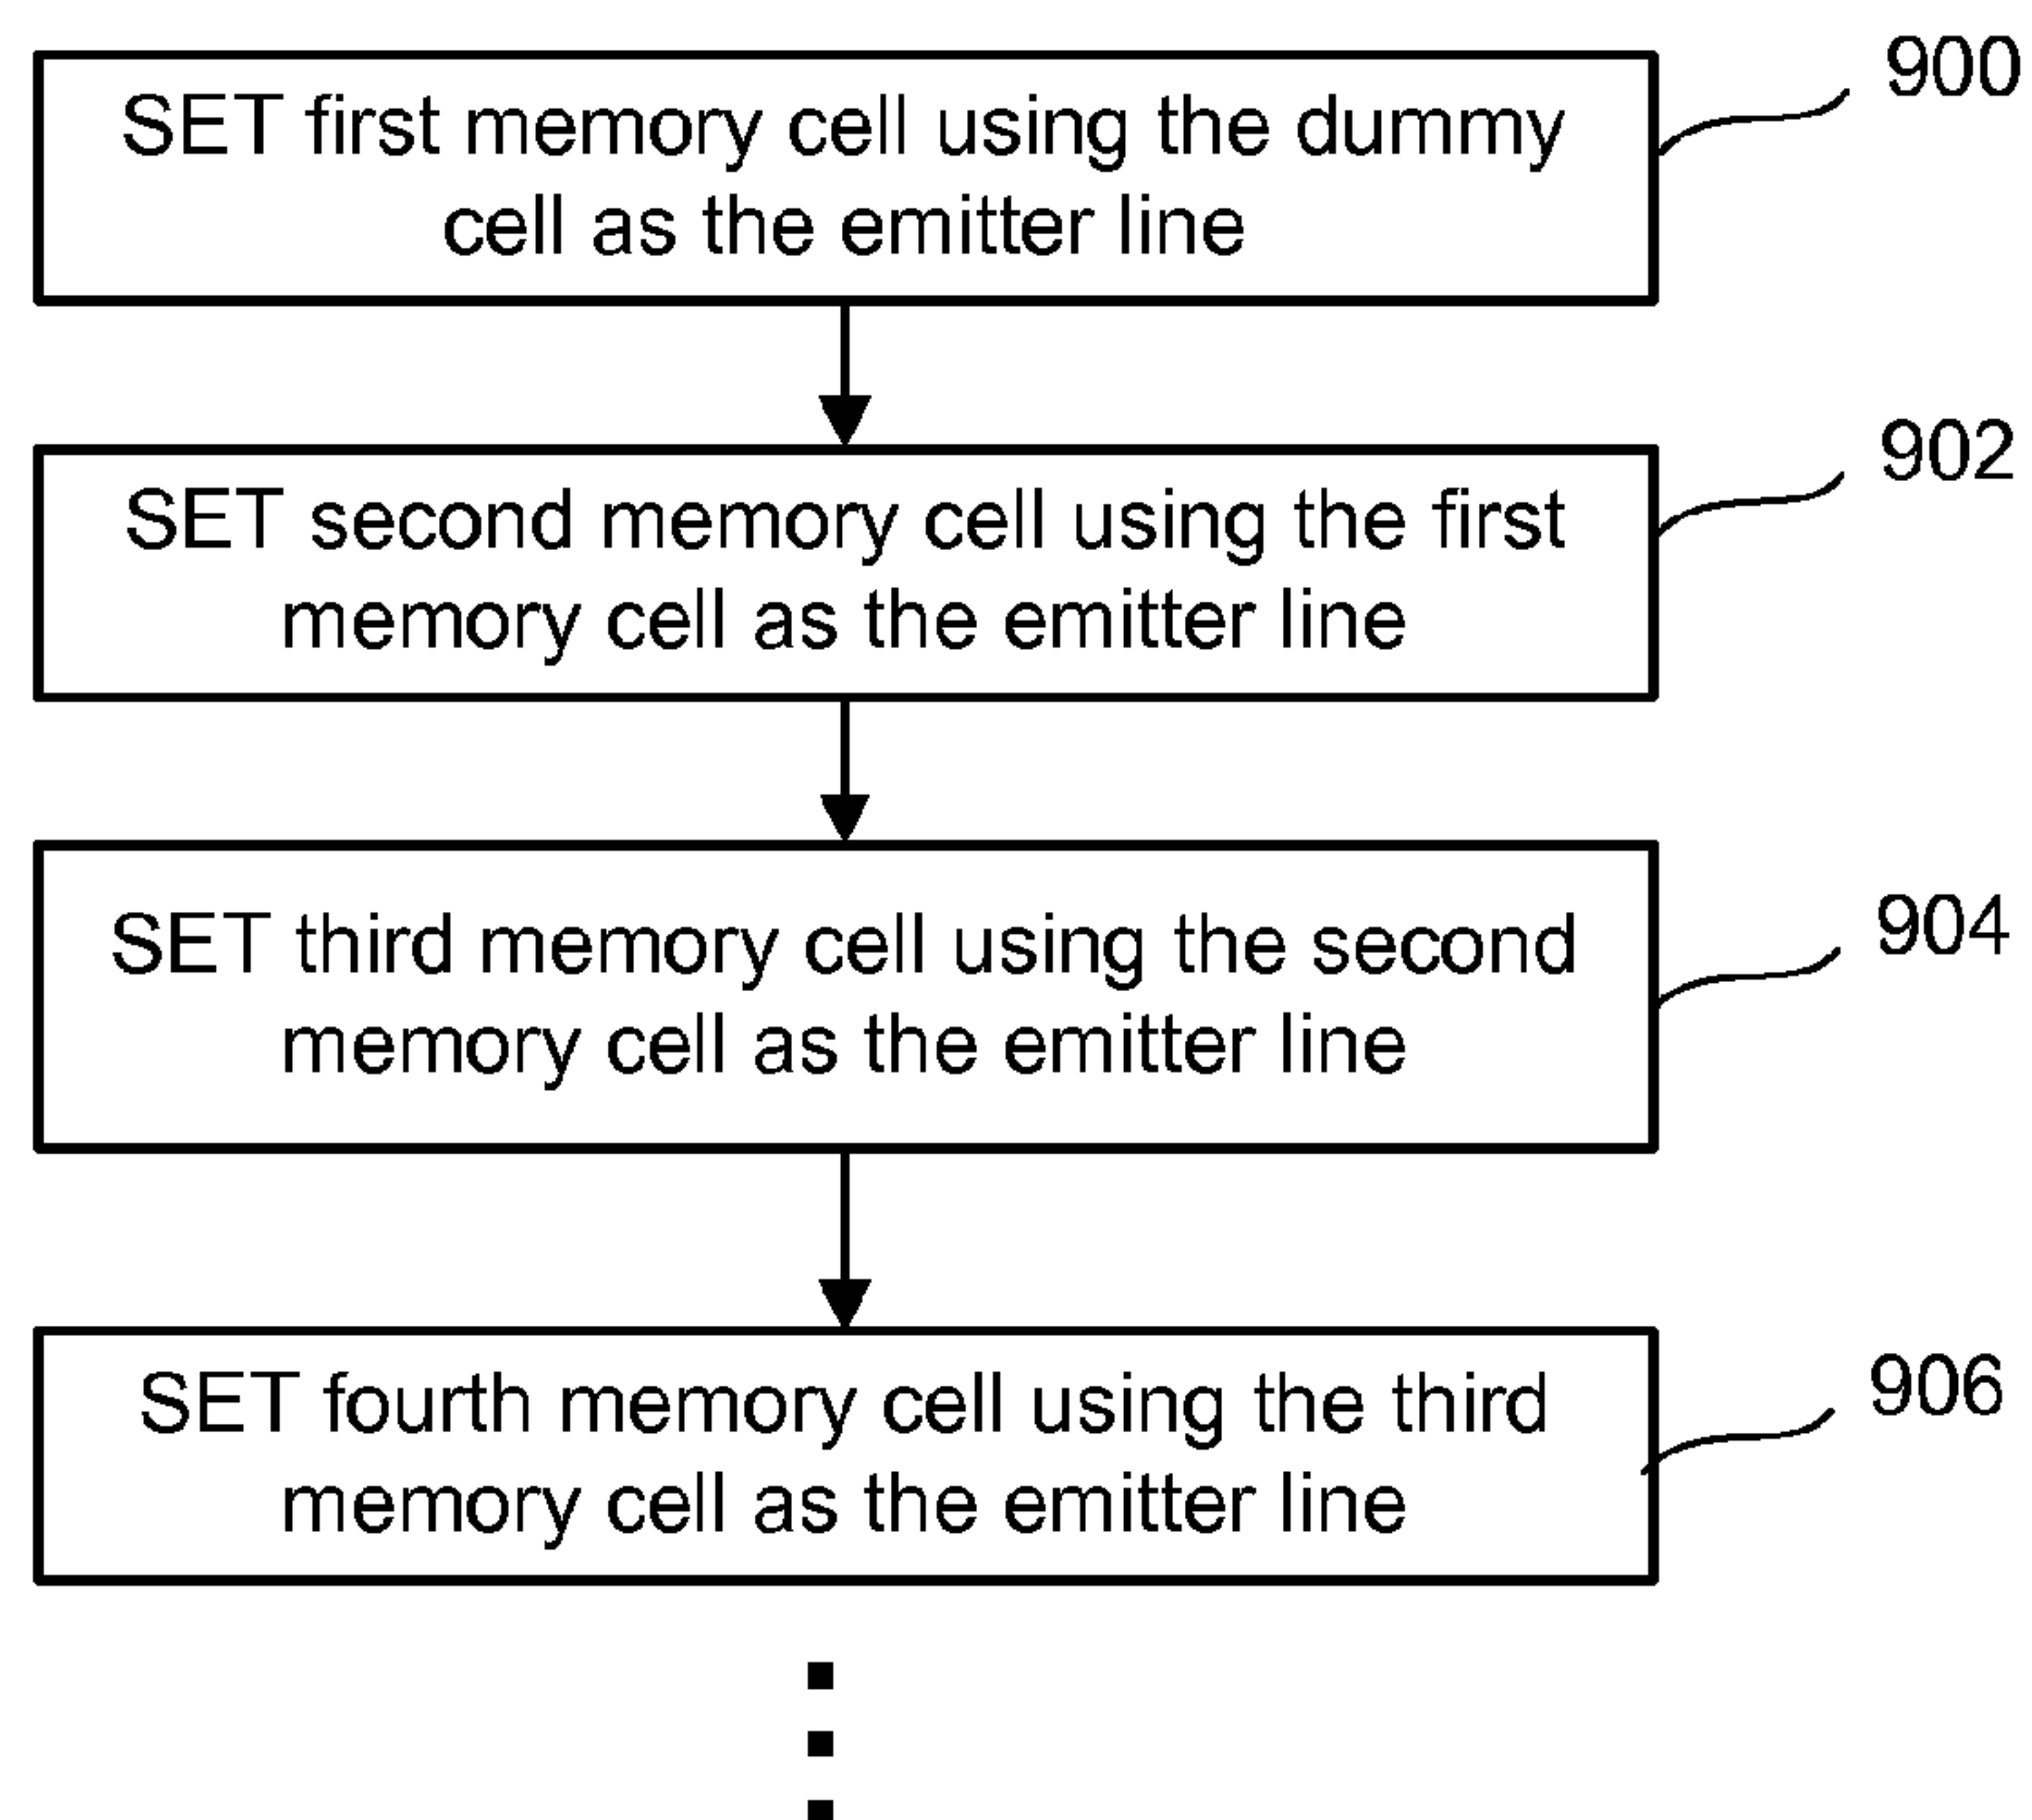 SET first memory cell using the dummy
cell as the emitter line
900
SET second memory cell using the first
memory cell as the emitter line
902
SET third memory cell using the second
memory cell as the emitter line
904
SET fourth memory cell using the third
memory cell as the emitter line
906